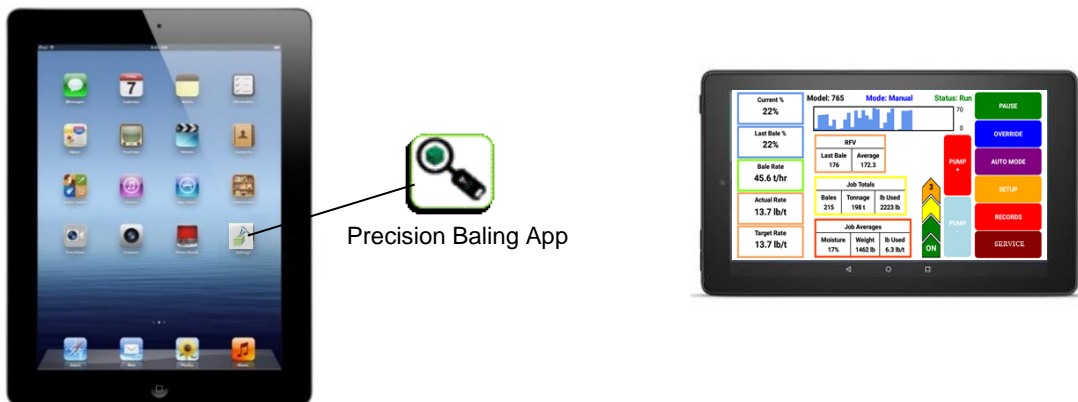 Precision Baling App
Current %
22%
Last Bale %
22%
Bale Rate
45.6 t/hr
Actual Rate
13.7 lb/t
Target Rate
13.7 lb/t
Model: 765 Mode: Manual Status: Run
70
0
RFV
Last Bale Average
176 172.3
Job Totals
Bales Tonnage lb Used
215 198 t 2223 lb
Job Averages
Moisture Weight lb Used
17% 1462 lb 6.3 lb/t
3
ON
PUMP
+
PUMP
-
PAUSE
OVERRIDE
AUTO MODE
SETUP
RECORDS
SERVICE